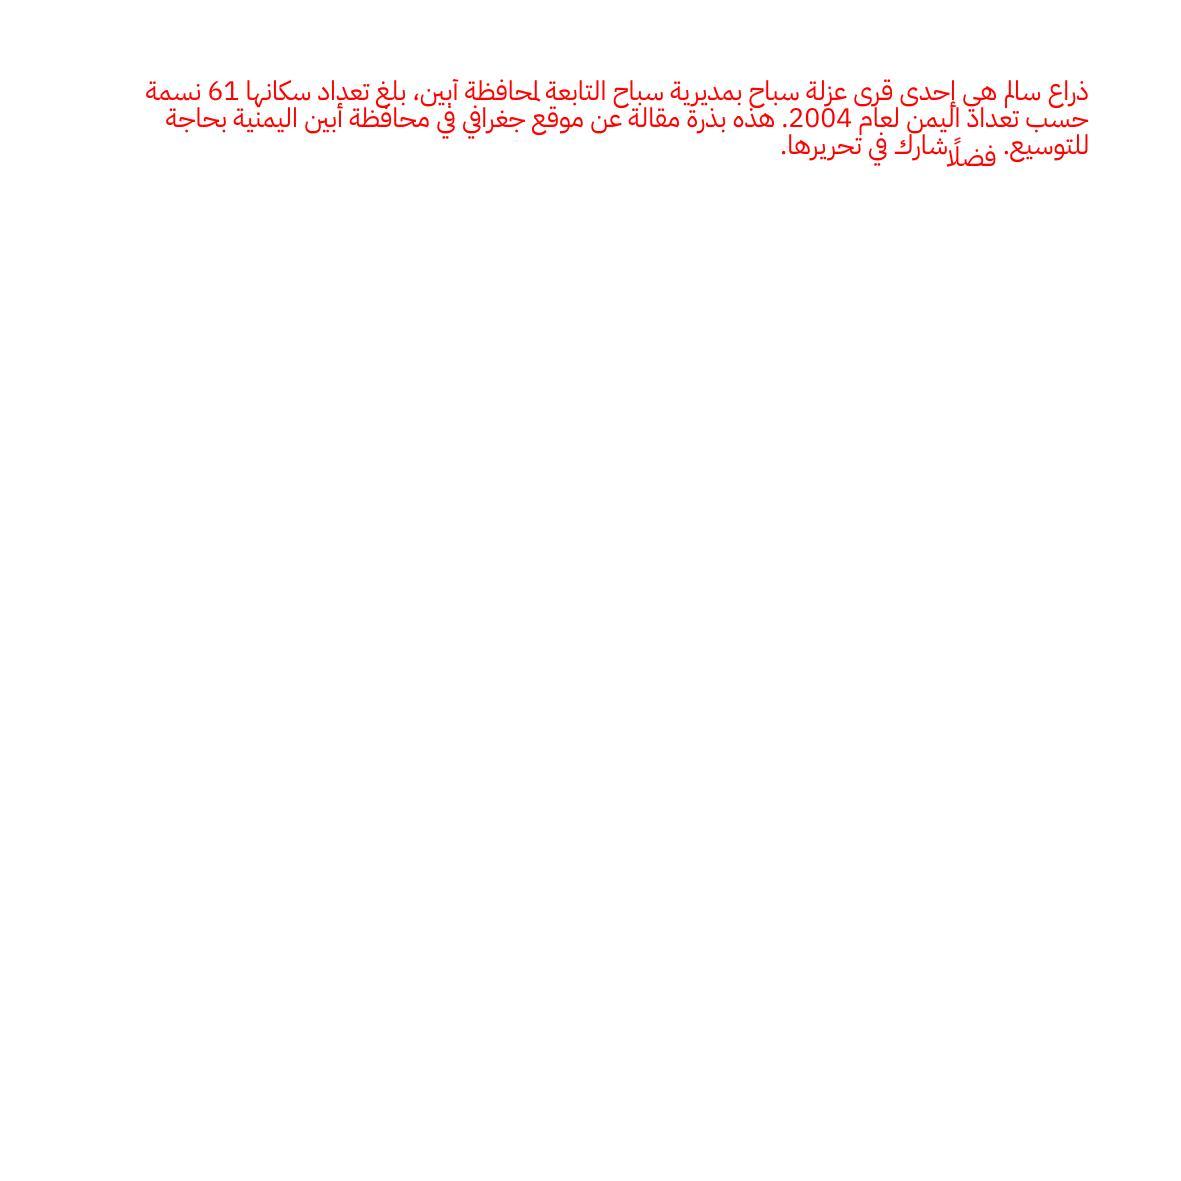 ذراع سالم هي إحدى قرى عزلة سباح بمديرية سباح التابعة لمحافظة أبين، بلغ تعداد سكانها 61 نسمة
حسب تعداد اليمن لعام 2004. هذه بذرة مقالة عن موقع جغرافي في محافظة أبين اليمنية بحاجة
للتوسيع. فضلًا شارك في تحريرها.